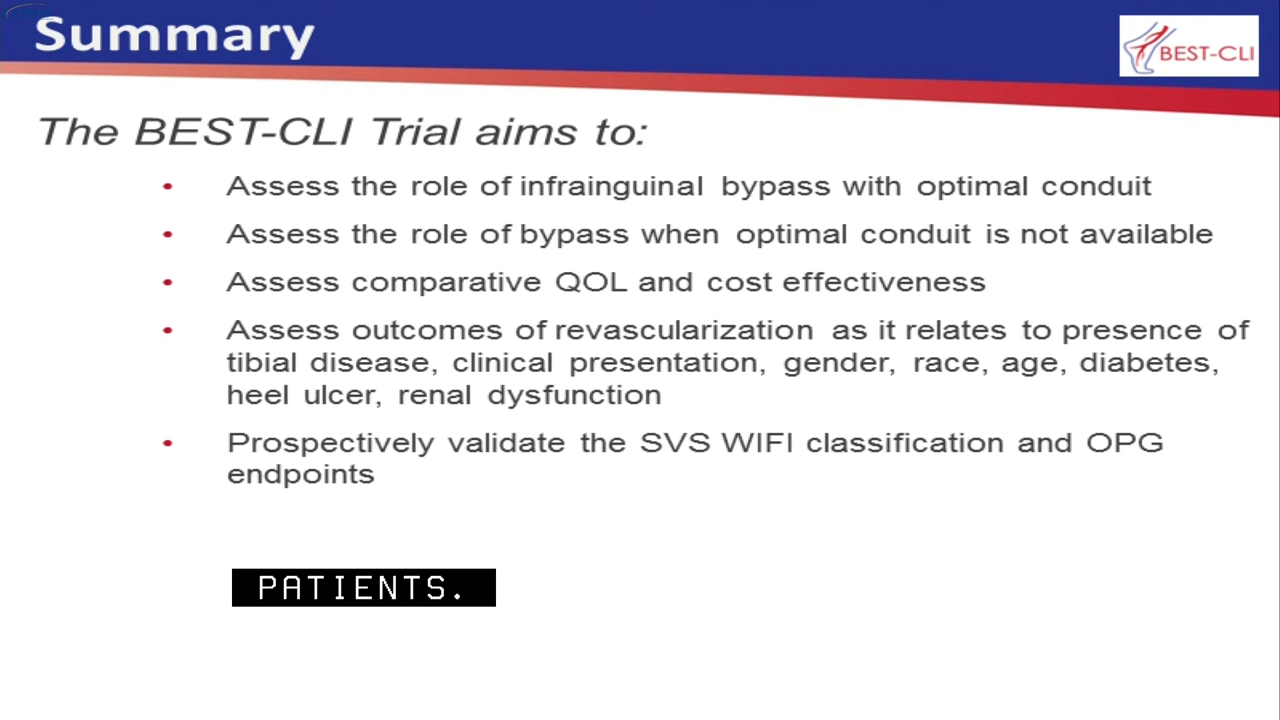 Summary
BEST-CLI
The BEST-CLI Trial aims to:
• Assess the role of infrainguinal bypass with optimal conduit
• Assess the role of bypass when optimal conduit is not available
• Assess comparative QOL and cost effectiveness
• Assess outcomes of revascularization as it relates to presence of
tibial disease, clinical presentation, gender, race, age, diabetes,
heel ulcer, renal dysfunction
• Prospectively validate the SVS WIFI classification and OPG
endpoints
PATIENTS.